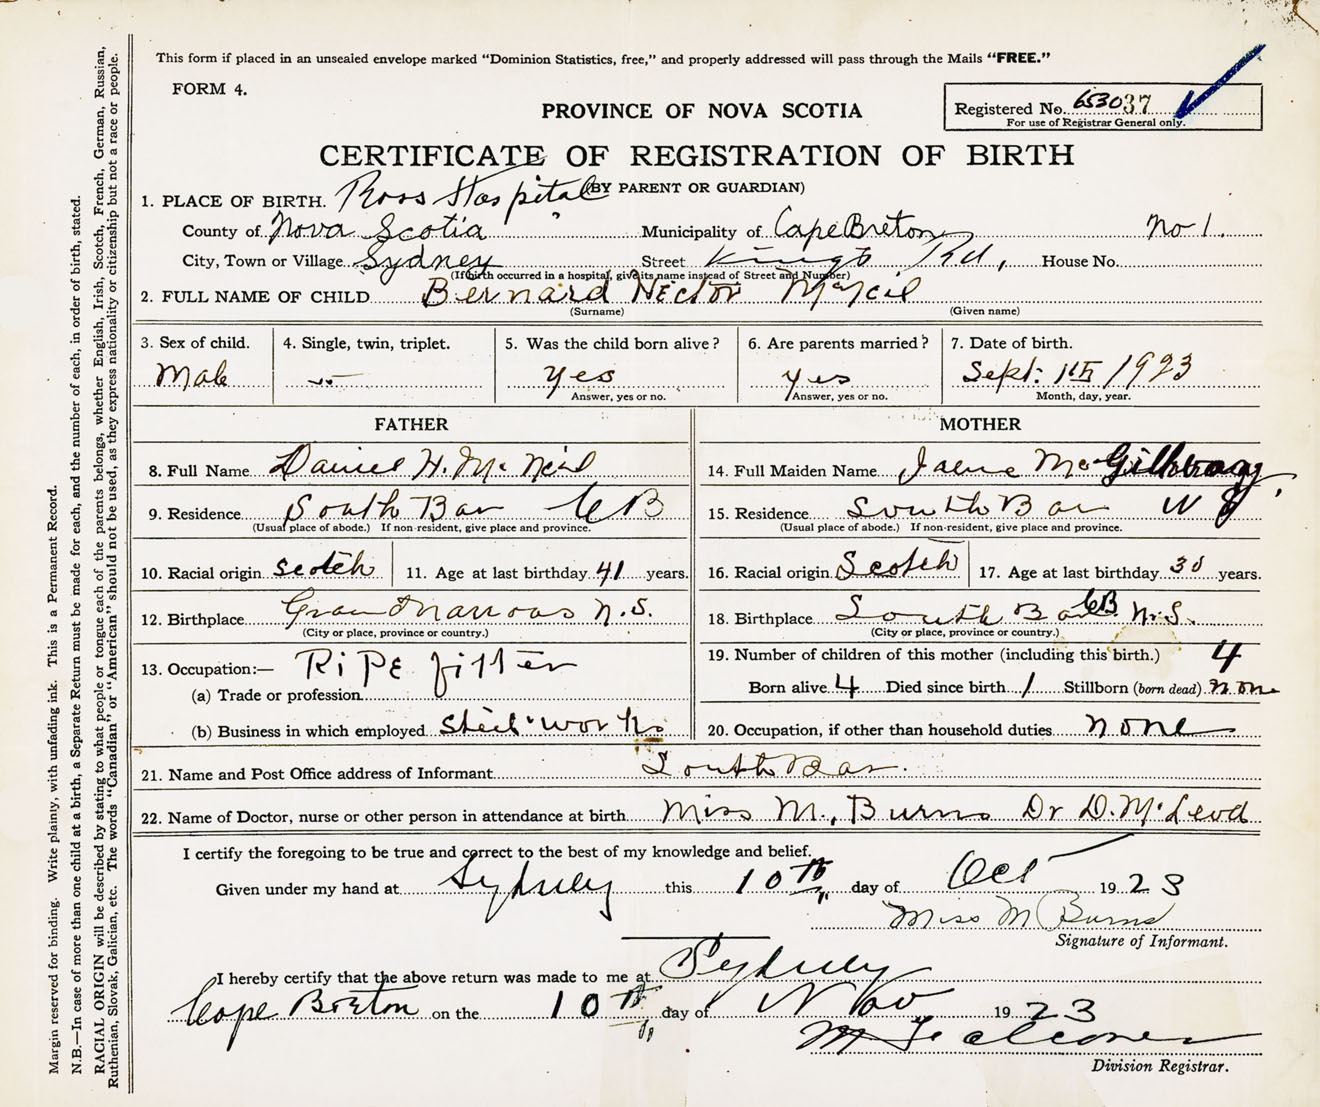 This form if placed in an unsealed envelope marked "Dominion Statistics, free," and properly addressed will pass through the Mails "FREE."
FORM 4.
PROVINCE OF NOVA SCOTIA
Registered No. 653037
For use of Registrar General only.
CERTIFICATE OF REGISTRATION OF BIRTH
(BY PARENT OR GUARDIAN)
1. PLACE OF BIRTH. Ross Hospital
County of Nova Scotia Municipality of Cape Breton No 1.
City, Town or Village Sydney Street Kings Rd, House No.
(If birth occurred in a hospital, give its name instead of Street and Number)
2. FULL NAME OF CHILD Bernard Hector McNeil
(Surname) (Given name)
3. Sex of child. 4. Single, twin, triplet. 5. Was the child born alive? 6. Are parents married? 7. Date of birth.
Male yes yes Sept: 1923
Answer, yes or no. Answer, yes or no. Month, day, year.
FATHER MOTHER
8. Full Name Daniel H. McNeil 14. Full Maiden Name
9. Residence South Bar CB 15. Residence South Bar N S
(Usual place of abode.) If non-resident, give place and province. (Usual place of abode.) If non-resident, give place and province.
10. Racial origin scotch 11. Age at last birthday 41 years. 16. Racial origin Scotch 17. Age at last birthday 30 years.
12. Birthplace Grand Narrows N.S. 18. Birthplace South Bar CB N.S.
(City or place, province or country.) (City or place, province or country.)
13. Occupation:— Pipe fitter 19. Number of children of this mother (including this birth.) 4
(a) Trade or profession Born alive 4 Died since birth 1 Stillborn (born dead) none
(b) Business in which employed Steel works 20. Occupation, if other than household duties none
21. Name and Post Office address of Informant South Bar.
22. Name of Doctor, nurse or other person in attendance at birth Miss M. Burns Dr D. McLeod
I certify the foregoing to be true and correct to the best of my knowledge and belief.
Given under my hand at Sydney this 10th day of Oct 1923
Miss M Burns
Signature of Informant.
I hereby certify that the above return was made to me at Sydney
Cape Breton on the 10th day of Nov 1923
Division Registrar.
Margin reserved for binding. Write plainly, with unfading ink. This is a Permanent Record.
N.B.—In case of more than one child at a birth, a Separate Return must be made for each, and the number of each, in order of birth, stated.
RACIAL ORIGIN will be described by stating to what people or tongue each of the parents belongs, whether English, Irish, Scotch, French, German, Russian,
Ruthenian, Slovak, Galician, etc. The words "Canadian" or "American" should not be used, as they express nationality or citizenship but not a race or people.